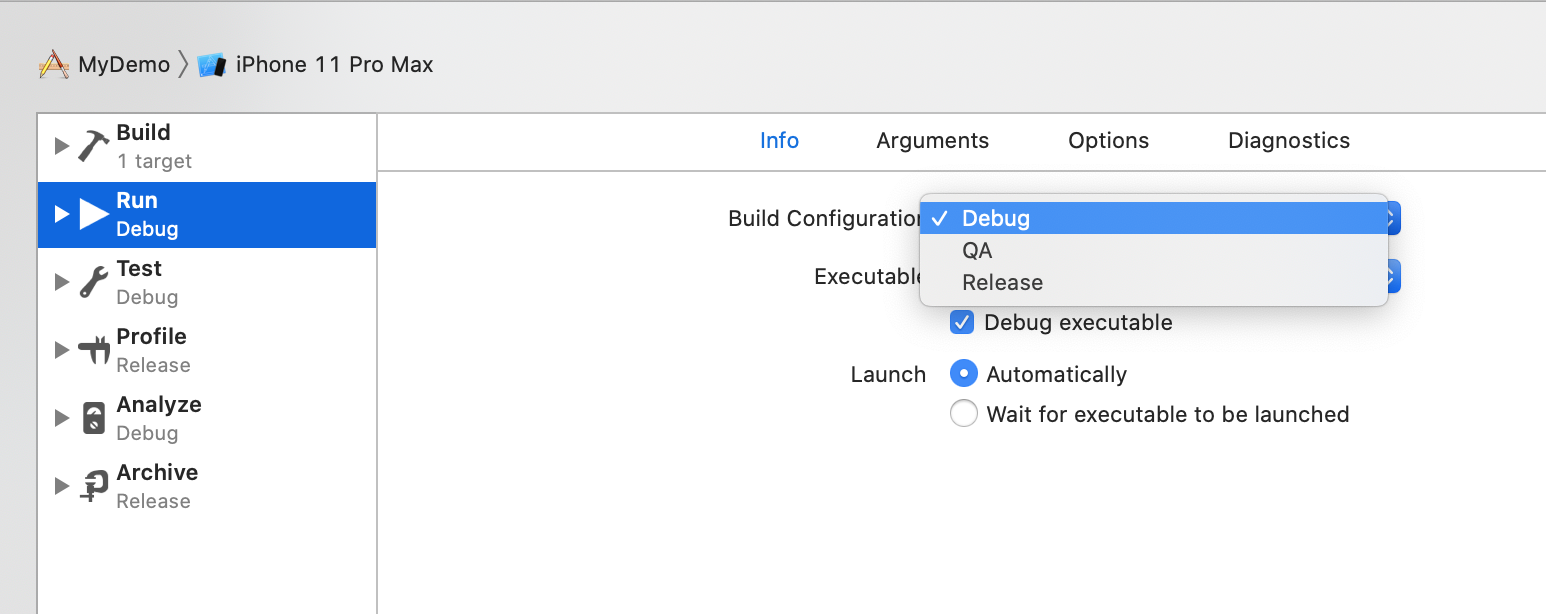 MyDemo iPhone 11 Pro Max
Build
1 target
Run
Debug
Test
Debug
Profile
Release
Analyze
Debug
Archive
Release
Info Arguments Options Diagnostics
Build Configuration
Debug
QA
Release
Executable
Debug executable
Launch Automatically
Wait for executable to be launched